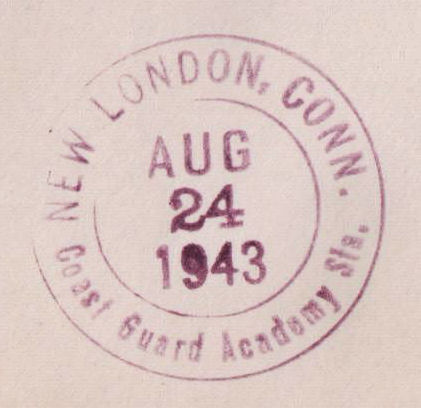 NEW LONDON, CONN.
AUG
24
1943
Coast Guard Academy Sta.